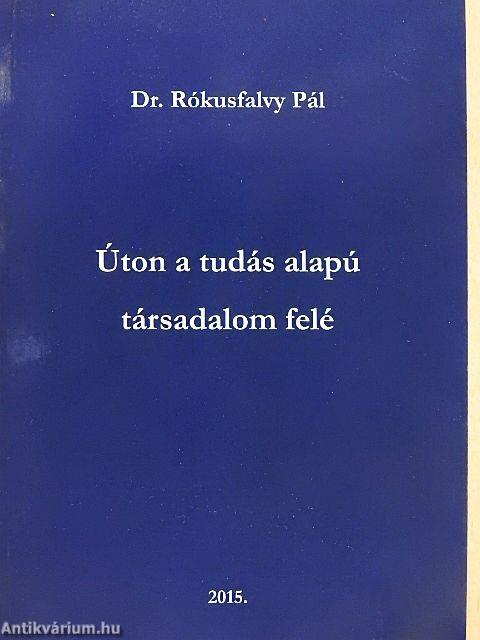 Dr. Rókusfalvy Pál
Úton a tudás alapú
társadalom felé
2015.
Antikvárium.hu